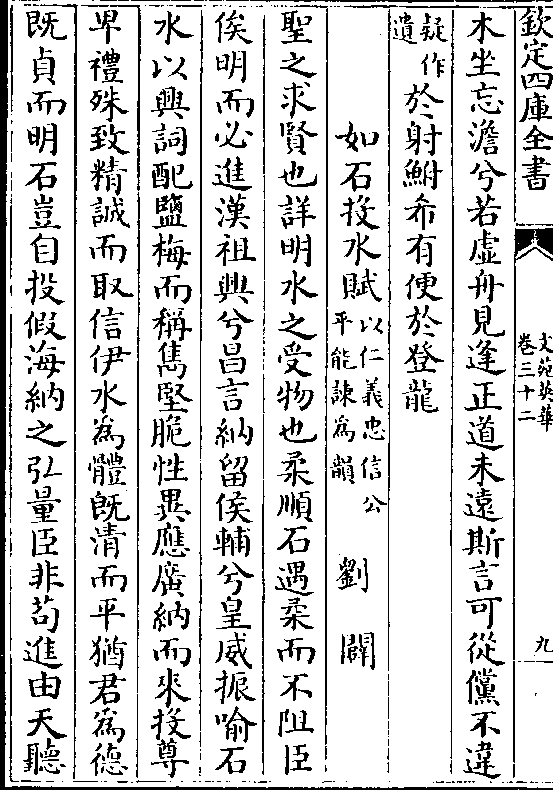 欽定四庫全書
文苑英華
卷三十二
九
木坐忘澹兮若虛舟見逢正道未遠斯言可從儻不違
疑作
遺
於射鮒希有便於登龍
如石投水賦
以仁義忠信公
平能諫為韻
劉闢
聖之求賢也詳明水之受物也柔順石遇柔而不阻臣
俟明而必進漢祖興兮昌言納留侯輔兮皇威振喻石
水以興詞配鹽梅而稱雋堅脆性異應廣納而來投尊
卑禮殊致精誠而取信伊水為體既清而平猶君為德
既貞而明石豈自投假海納之弘量臣非苟進由天聽